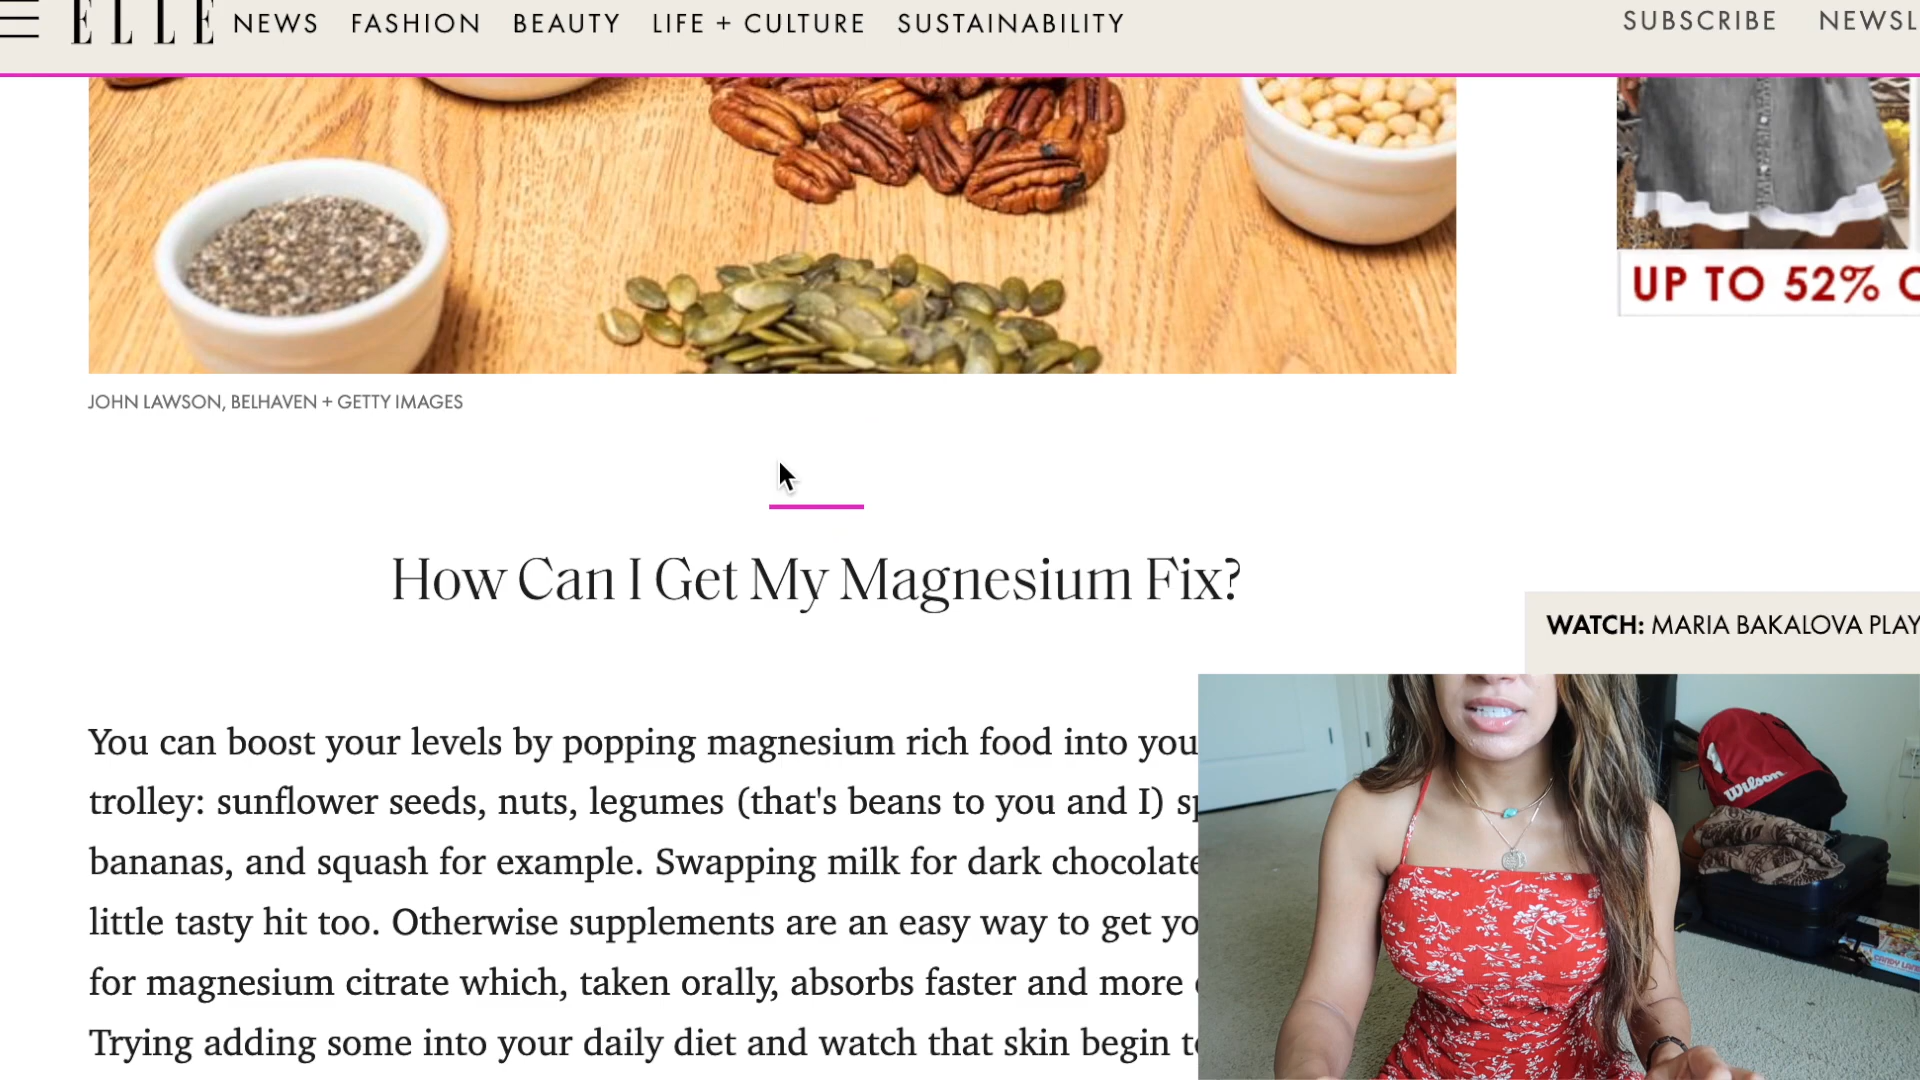 ELLE NEWS FASHION BEAUTY LIFE + CULTURE SUSTAINABILITY SUBSCRIBE
UP TO 52%
JOHN LAWSON, BELHAVEN + GETTY IMAGES
How Can I Get My Magnesium Fix?
WATCH: MARIA BAKALOVA PLAY
You can boost your levels by popping magnesium rich food into
trolley: sunflower seeds, nuts, legumes (that's beans to you and I)
bananas, and squash for example. Swapping milk for dark chocolate
little tasty hit too. Otherwise supplements are an easy way to get
for magnesium citrate which, taken orally, absorbs faster and more
Trying adding some into your daily diet and watch that skin begin
Wilson
CANDY LAND